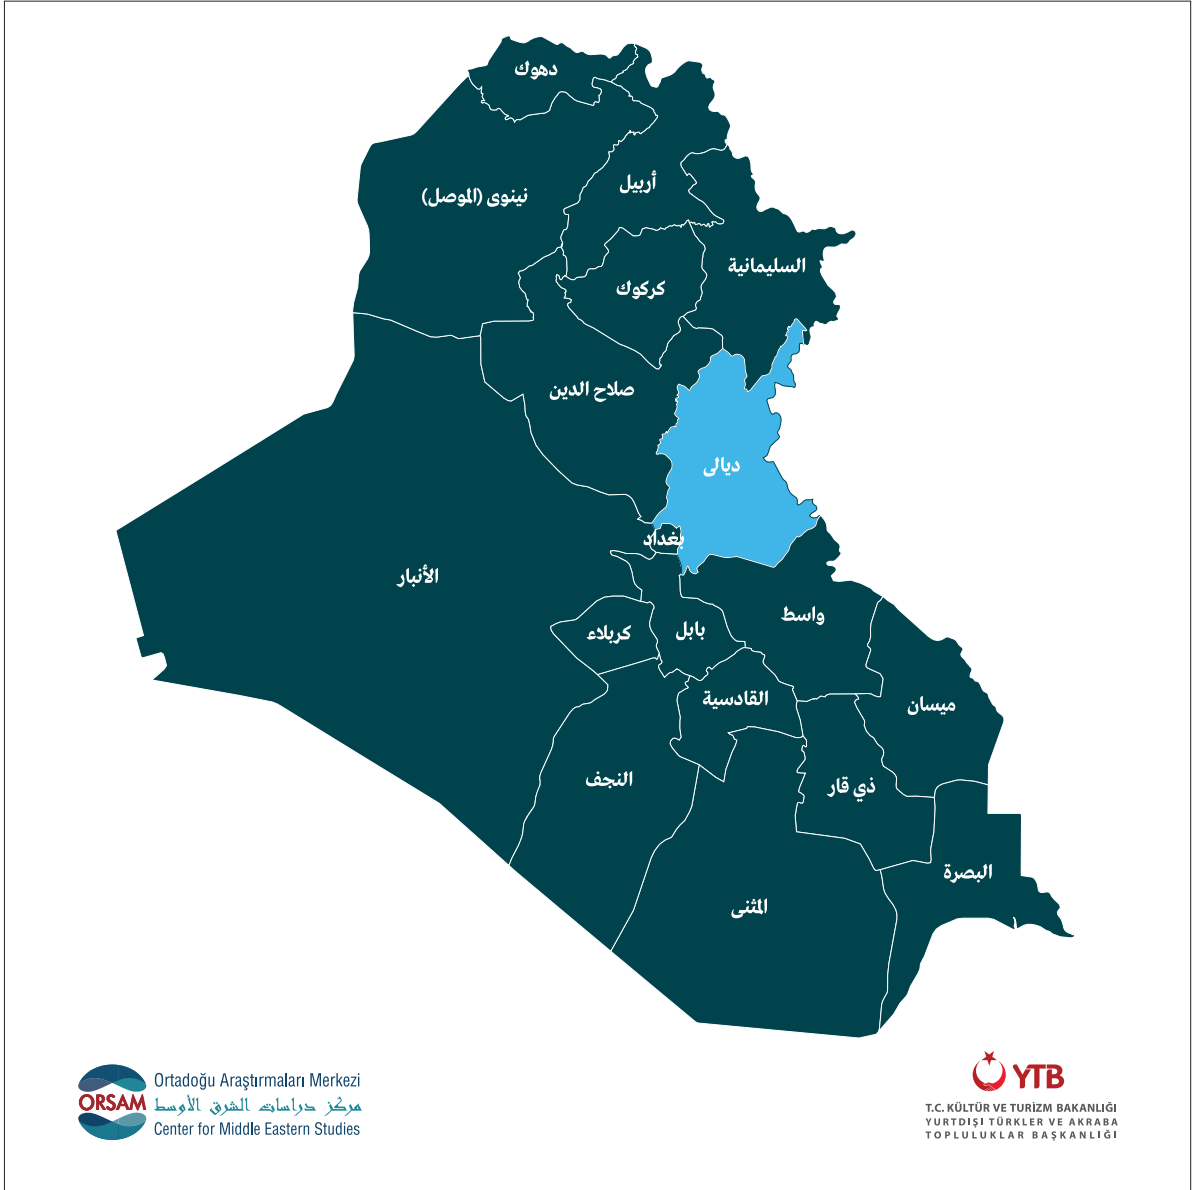 دهوك
نينوى (الموصل)
أربيل
السليمانية
كركوك
صلاح الدين
ديالى
بغداد
الأنبار
واسط
بابل
كربلاء
القادسية
ميسان
النجف
ذي قار
البصرة
المثنى
ORSAM
Ortadoğu Araştırmaları Merkezi
مركز دراسات الشرق الأوسط
Center for Middle Eastern Studies
YTB
T.C. KÜLTÜR VE TURİZM BAKANLIĞI
YURTDIŞI TÜRKLER VE AKRABA
TOPLULUKLAR BAŞKANLIĞI